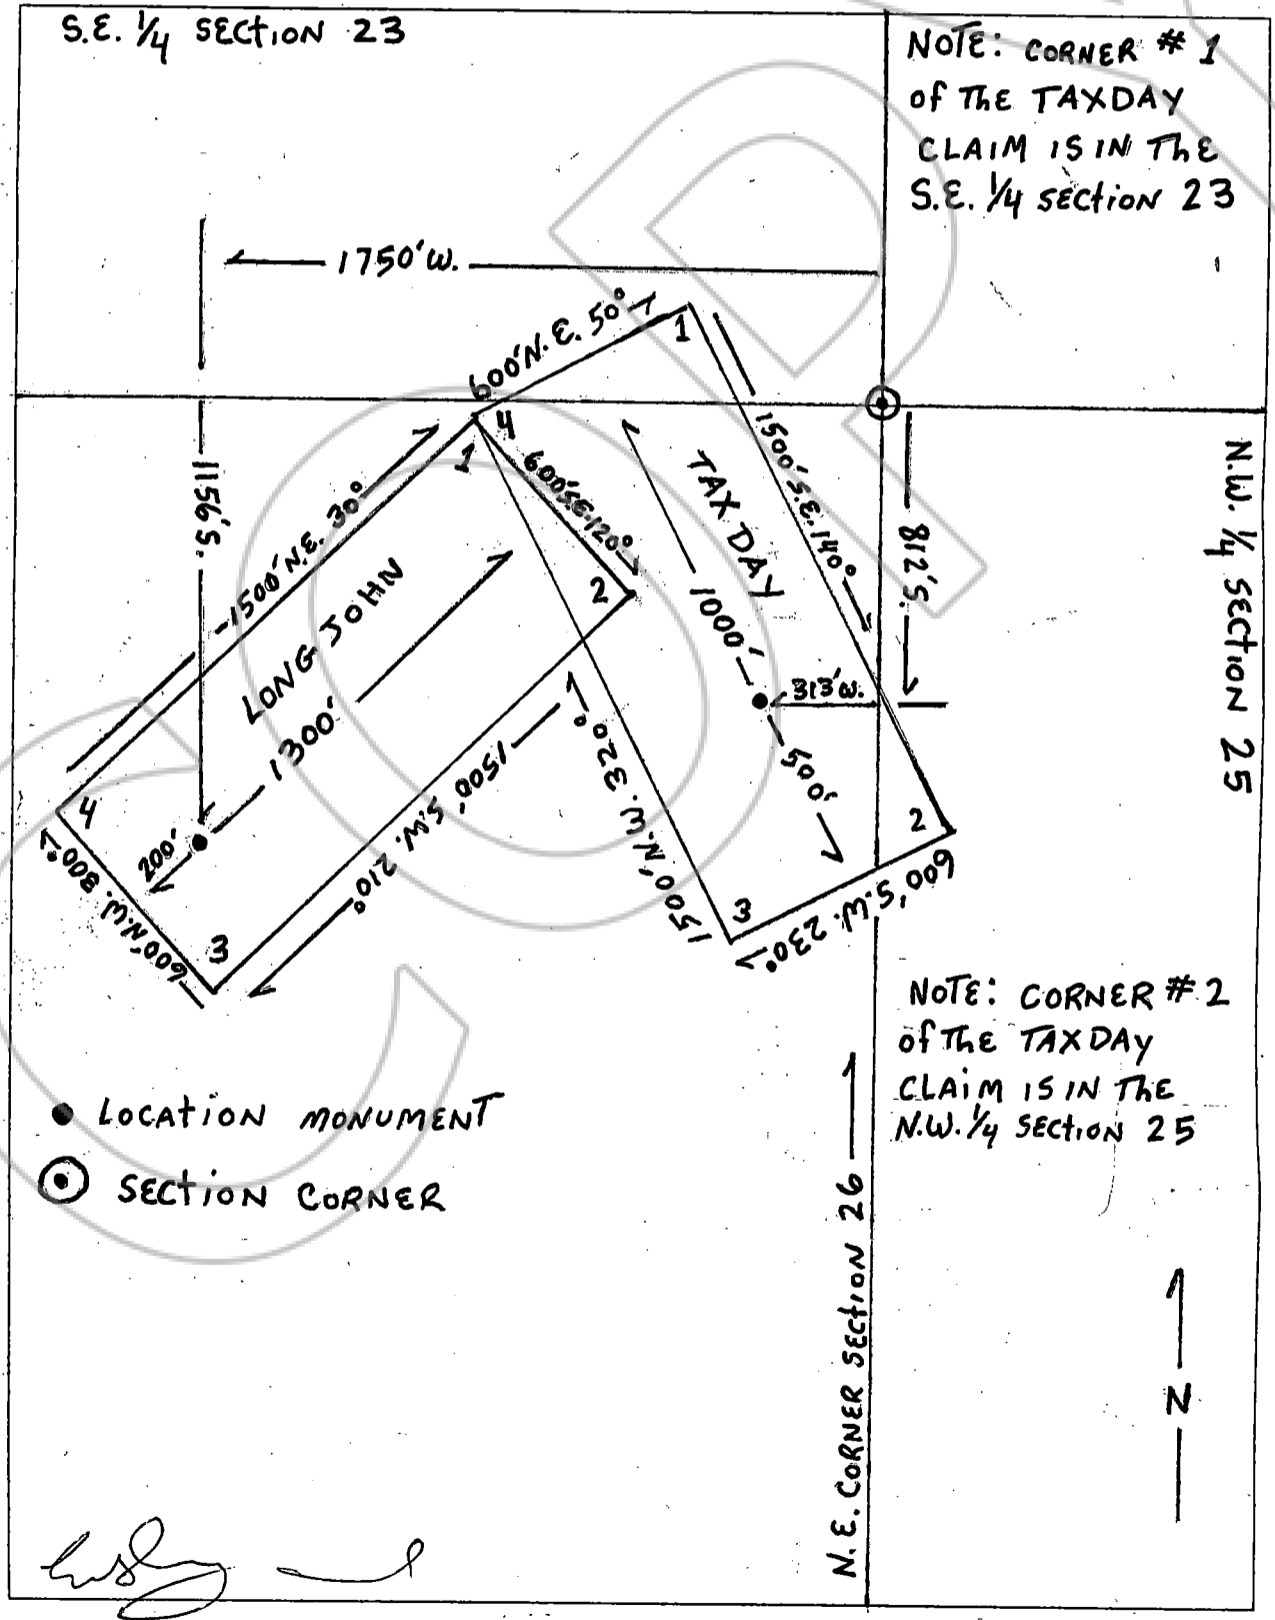 S.E. 1/4 SECTION 23
NOTE: CORNER # 1
OF THE TAXDAY
CLAIM IS IN THE
S.E. 1/4 SECTION 23
1750' W.
600' N.E. 50°
1
4
1
600' S.E. 120°
2
1500' N.E. 30°
1156' S.
LONG JOHN
1300'
200'
4
3
600' N.W. 300°
1500' S.W. 210°
TAX DAY
1500' S.E. 140°
1000'
500'
313' W.
812' S.
2
3
600' S.W. 230°
1500' N.W. 320°
N.W. 1/4 SECTION 25
NOTE: CORNER # 2
OF THE TAXDAY
CLAIM IS IN THE
N.W. 1/4 SECTION 25
LOCATION MONUMENT
SECTION CORNER
N.E. CORNER SECTION 26
N
COPY